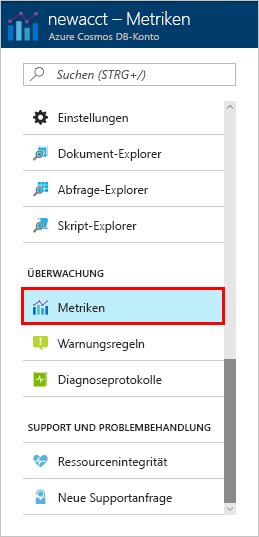 newacct – Metriken
Azure Cosmos DB-Konto
Suchen (STRG+/)
Einstellungen
Dokument-Explorer
Abfrage-Explorer
Skript-Explorer
ÜBERWACHUNG
Metriken
Warnungsregeln
Diagnoseprotokolle
SUPPORT UND PROBLEMBEHANDLUNG
Ressourcenintegrität
Neue Supportanfrage